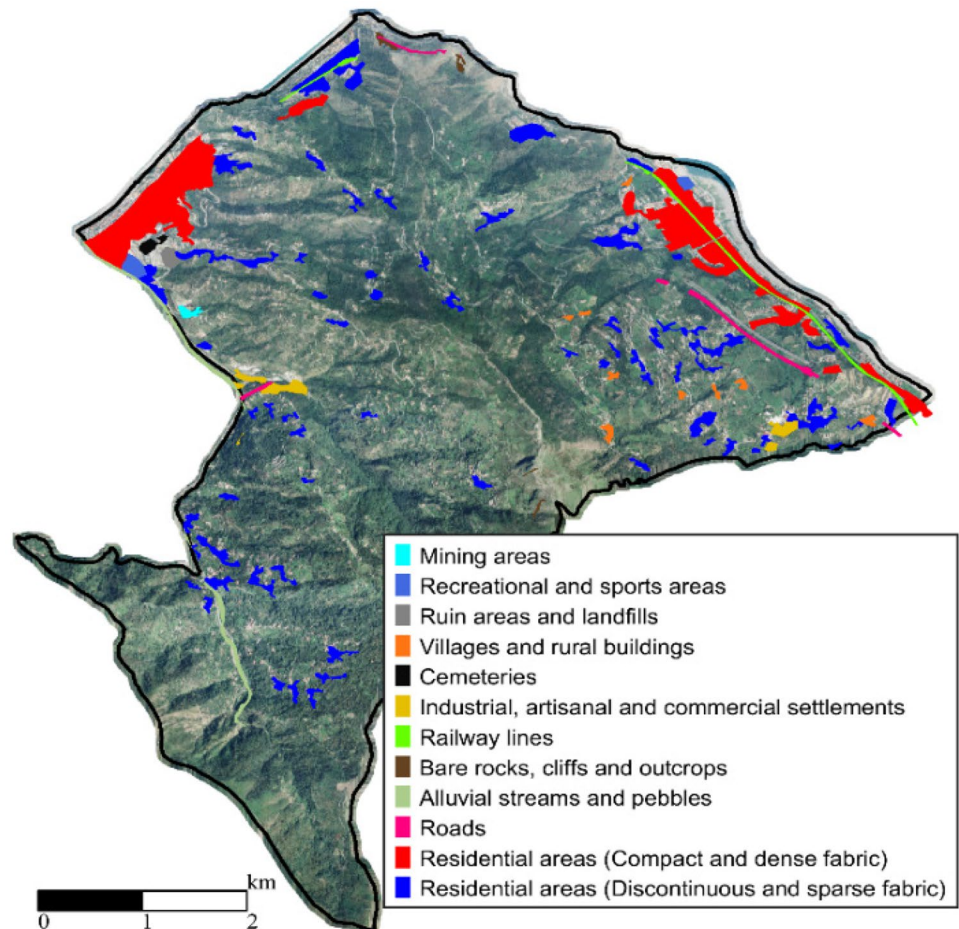 Mining areas
Recreational and sports areas
Ruin areas and landfills
Villages and rural buildings
Cemeteries
Industrial, artisanal and commercial settlements
Railway lines
Bare rocks, cliffs and outcrops
Alluvial streams and pebbles
Roads
Residential areas (Compact and dense fabric)
Residential areas (Discontinuous and sparse fabric)
km
0 1 2